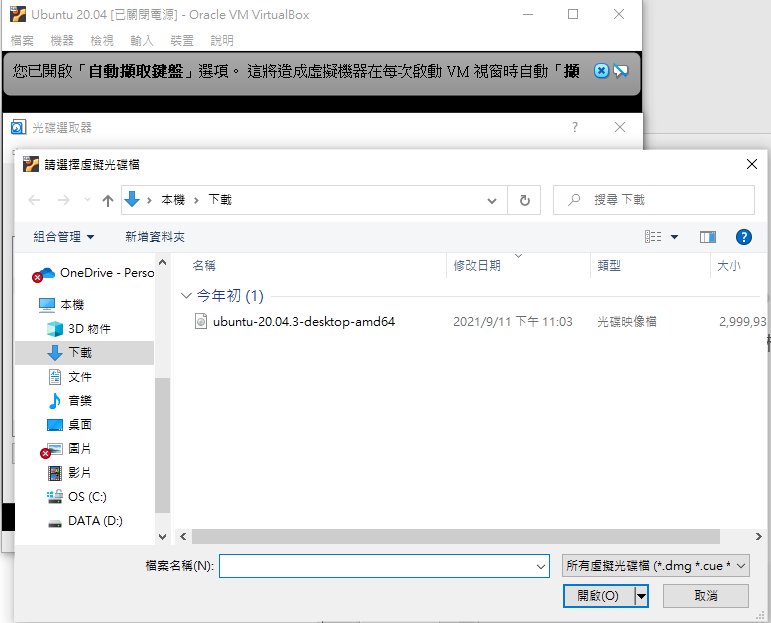 Ubuntu 20.04 [已關閉電源] - Oracle VM VirtualBox
檔案 機器 檢視 輸入 裝置 說明
您已開啟「自動擷取鍵盤」選項。 這將造成虛擬機器在每次啟動 VM 視窗時自動「擷
光碟選取器
請選擇虛擬光碟檔
本機 下載
搜尋 下載
組合管理 新增資料夾
名稱 修改日期 類型 大小
OneDrive - Perso
今年初 (1)
本機
ubuntu-20.04.3-desktop-amd64 2021/9/11 下午 11:03 光碟映像檔 2,999,93
3D 物件
下載
文件
音樂
桌面
圖片
影片
OS (C:)
DATA (D:)
檔案名稱(N): 所有虛擬光碟檔 (*.dmg *.cue *
開啟(O) 取消